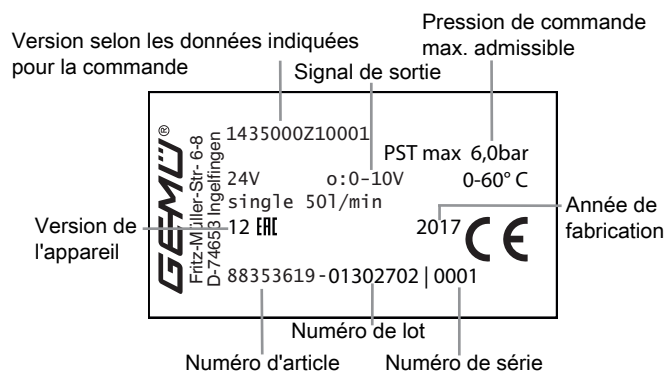 Version selon les données indiquées
pour la commande
Signal de sortie
Pression de commande
max. admissible
GEMÜ®
Fritz-Müller-Str- 6-8
D-74653 Ingelfingen
1435000Z10001
PST max 6,0bar
24V o:0-10V 0-60° C
single 50l/min
Version de
l'appareil
12 EAC
2017 CE
Année de
fabrication
88353619-01302702 | 0001
Numéro de lot
Numéro d'article Numéro de série